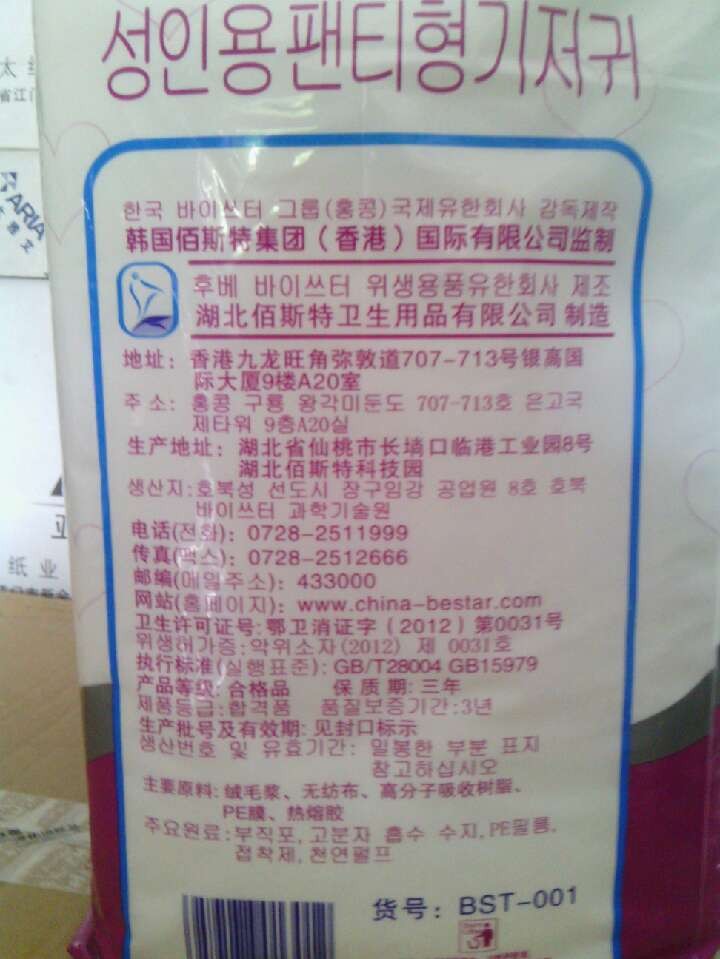 성인용팬티형기저귀
한국 바이쓰터 그룹(홍콩)국제유한회사 감독제작
韩国佰斯特集团（香港）国际有限公司监制
후베 바이쓰터 위생용품유한회사 제조
湖北佰斯特卫生用品有限公司 制造
地址：香港九龙旺角弥敦道707-713号银高国
际大厦9楼A20室
주소: 홍콩 구룡 왕각미둔도 707-713호 은고국
제타워 9층A20실
生产地址：湖北省仙桃市长埫口临港工业园8号
湖北佰斯特科技园
생산지:호북성 선도시 장구임강 공업원 8호 호북
바이쓰터 과학기술원
电话(전화): 0728-2511999
传真(팩스): 0728-2512666
邮编(메일주소): 433000
网站(홈페이지): www.china-bestar.com
卫生许可证号:鄂卫消证字（2012）第0031号
위생허가증:악위소자(2012) 제 0031호
执行标准(실행표준): GB/T28004 GB15979
产品等级: 合格品 保 质 期: 三年
제품등급:합격품 품질보증기간:3년
生产批号及有效期: 见封口标示
생산번호 및 유효기간: 밀봉한 부분 표지
참고하십시오
主要原料: 绒毛浆、无纺布、高分子吸收树脂、
PE膜、热熔胶
주요원료:부직포,고분자 흡수 수지,PE필름,
접착제,천연펄프
货号: BST-001
太
省江门
ARIA
纸 业